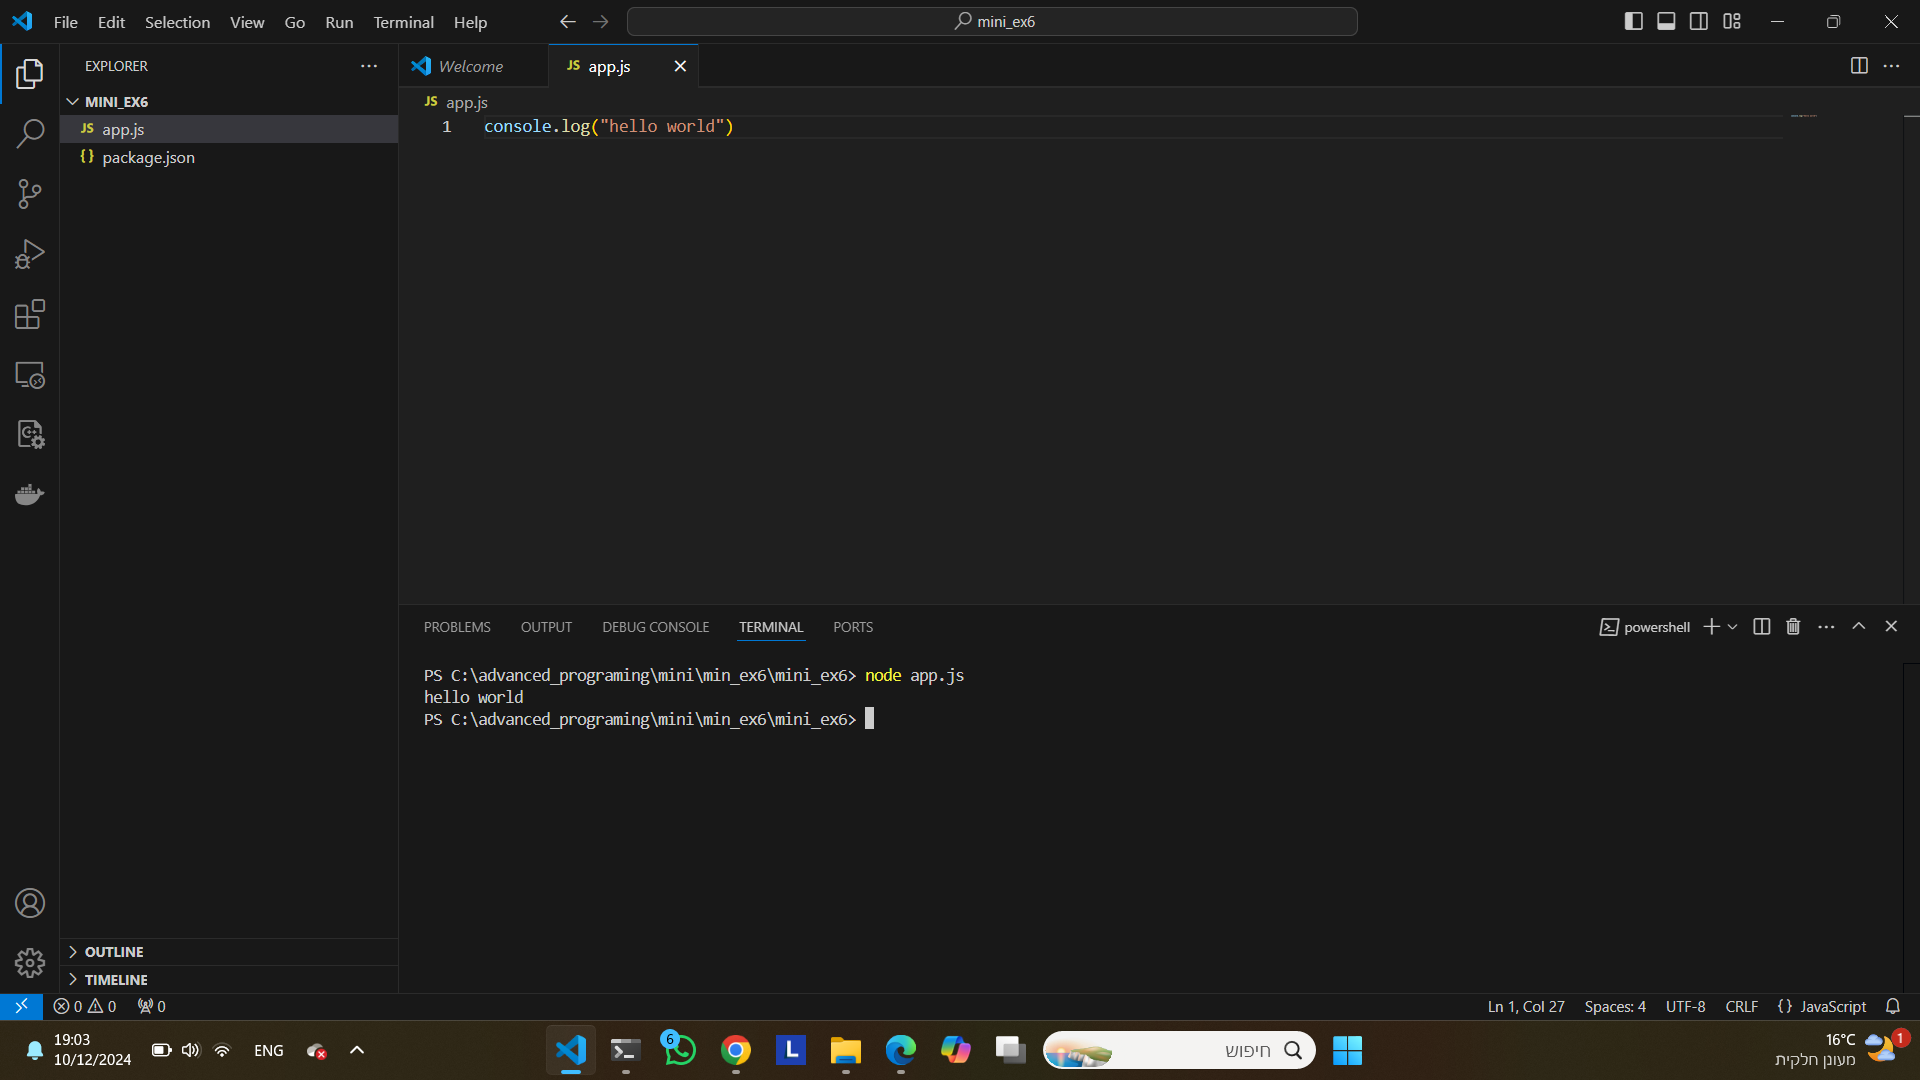 File Edit Selection View Go Run Terminal Help
mini_ex6
EXPLORER
MINI_EX6
JS app.js
{} package.json
OUTLINE
TIMELINE
Welcome
JS app.js
JS app.js
1 console.log("hello world")
PROBLEMS OUTPUT DEBUG CONSOLE TERMINAL PORTS
powershell
PS C:\advanced_programing\mini\min_ex6\mini_ex6> node app.js
hello world
PS C:\advanced_programing\mini\min_ex6\mini_ex6>
0 0 0
Ln 1, Col 27 Spaces: 4 UTF-8 CRLF {} JavaScript
19:03
10/12/2024
ENG
6
L
חיפוש
16°C
מעונן חלקית
1